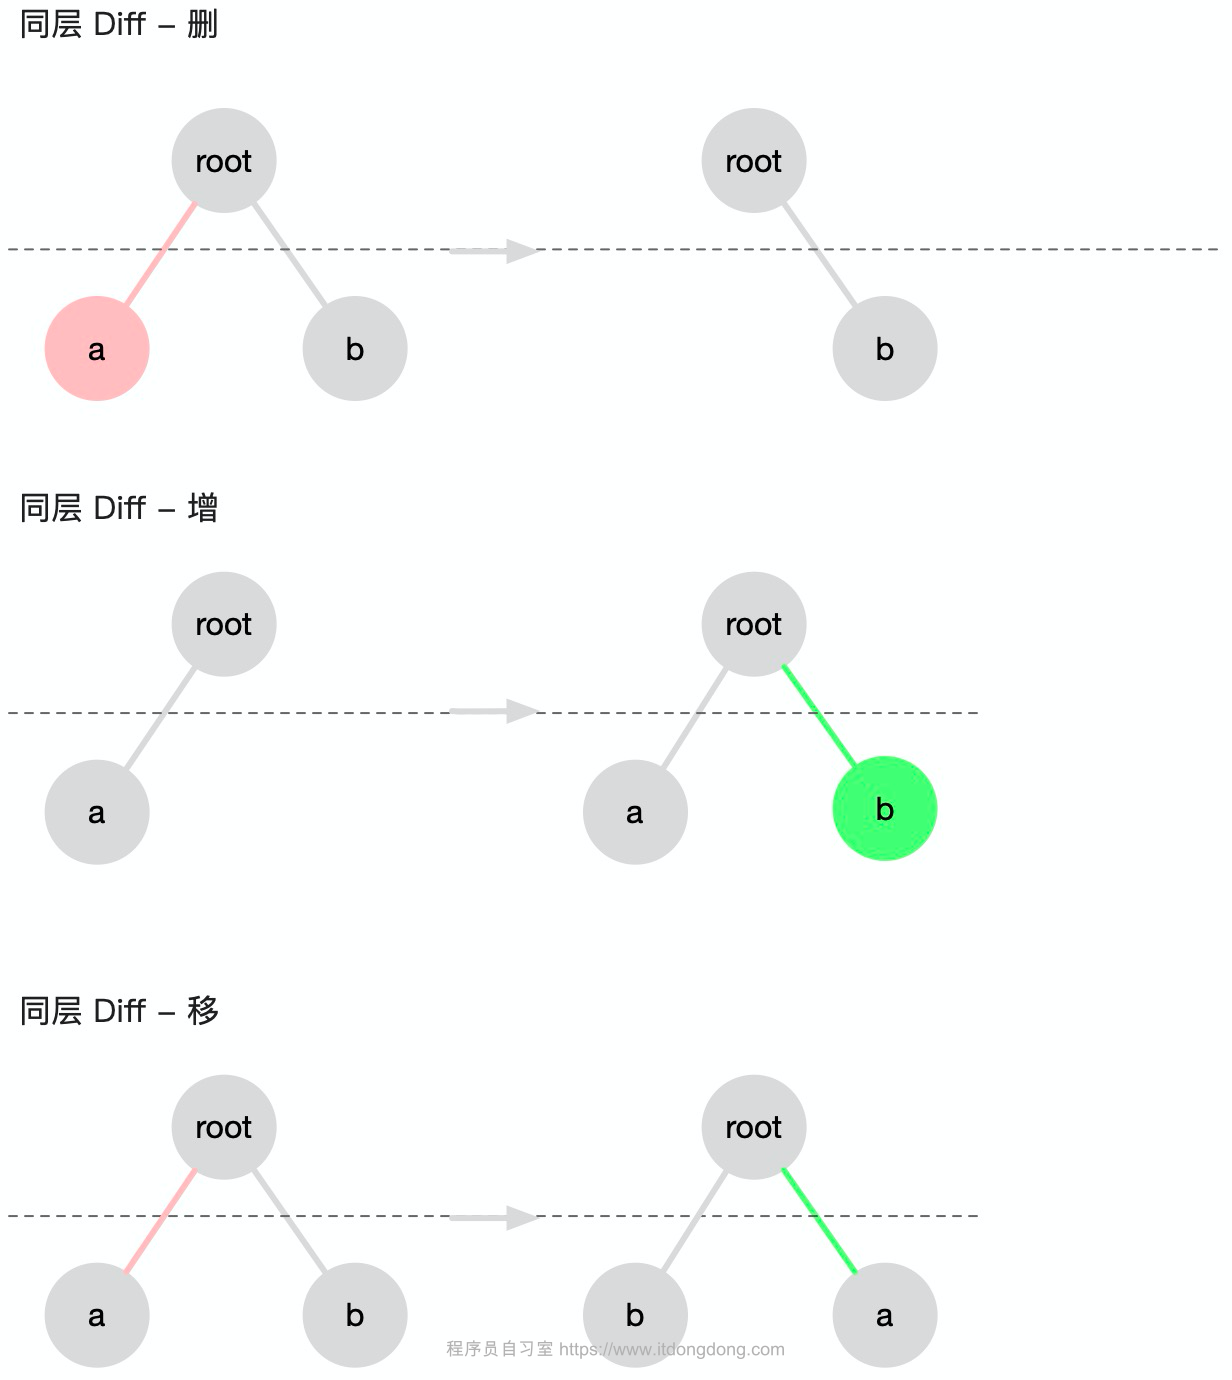 同层 Diff – 删
root
root
a
b
b
同层 Diff – 增
root
root
a
a
b
同层 Diff – 移
root
root
a
b
b
a
程序员自习室 https://www.itdongdong.com